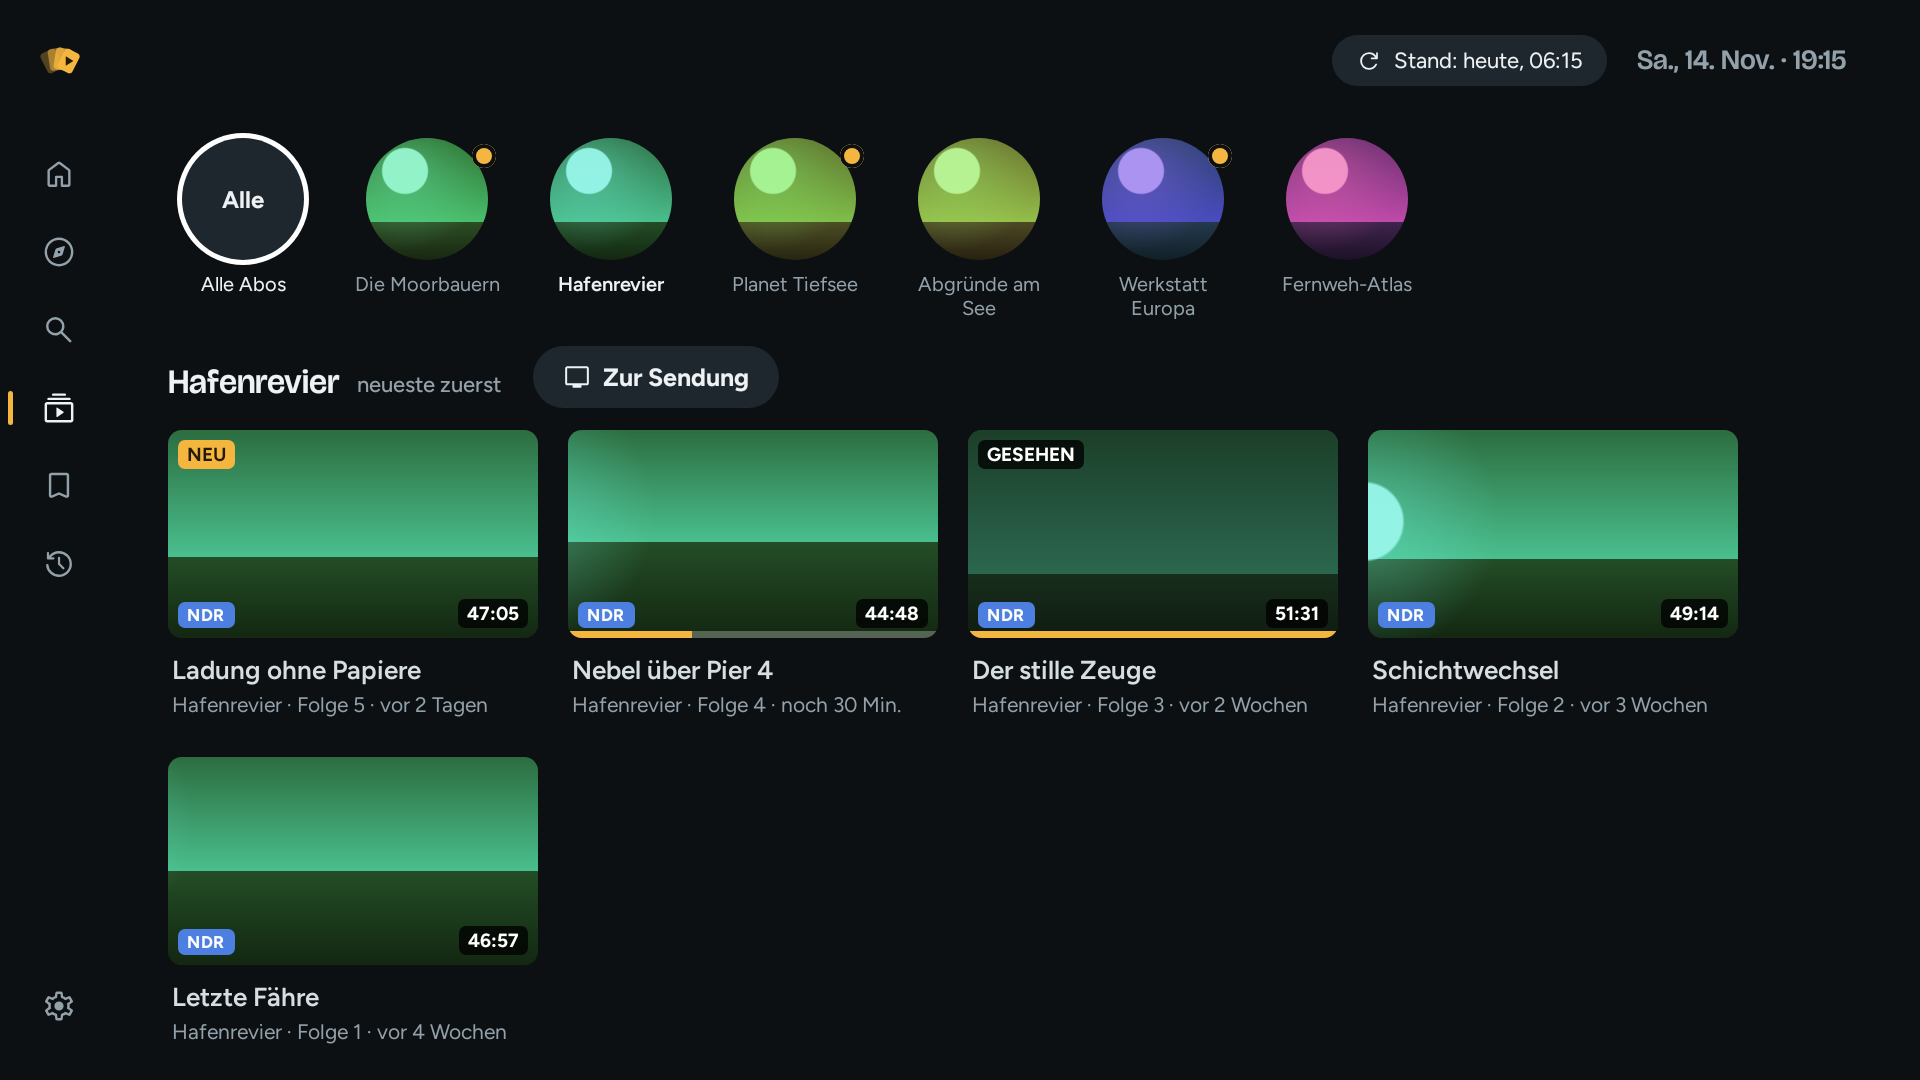 Stand: heute, 06:15
Sa., 14. Nov. · 19:15
Alle
Alle Abos
Die Moorbauern
Hafenrevier
Planet Tiefsee
Abgründe am
See
Werkstatt
Europa
Fernweh-Atlas
Hafenrevier neueste zuerst
Zur Sendung
NEU
NDR
47:05
Ladung ohne Papiere
Hafenrevier · Folge 5 · vor 2 Tagen
NDR
44:48
Nebel über Pier 4
Hafenrevier · Folge 4 · noch 30 Min.
GESEHEN
NDR
51:31
Der stille Zeuge
Hafenrevier · Folge 3 · vor 2 Wochen
NDR
49:14
Schichtwechsel
Hafenrevier · Folge 2 · vor 3 Wochen
NDR
46:57
Letzte Fähre
Hafenrevier · Folge 1 · vor 4 Wochen